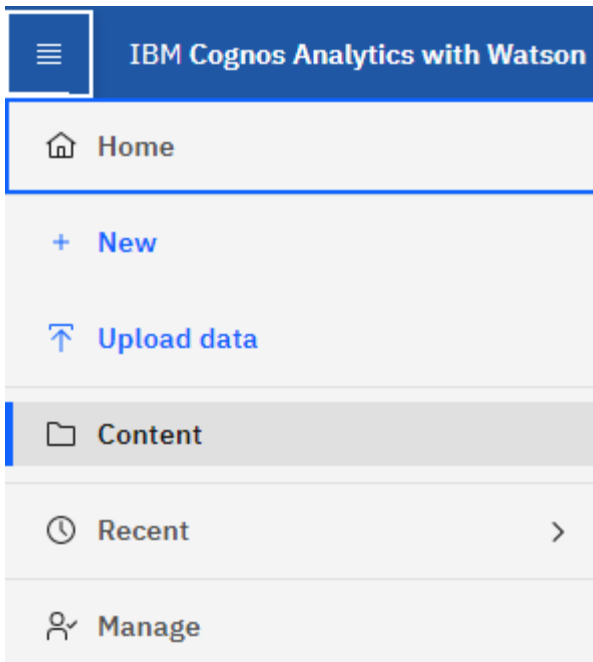 IBM Cognos Analytics with Watson
Home
New
Upload data
Content
Recent
Manage